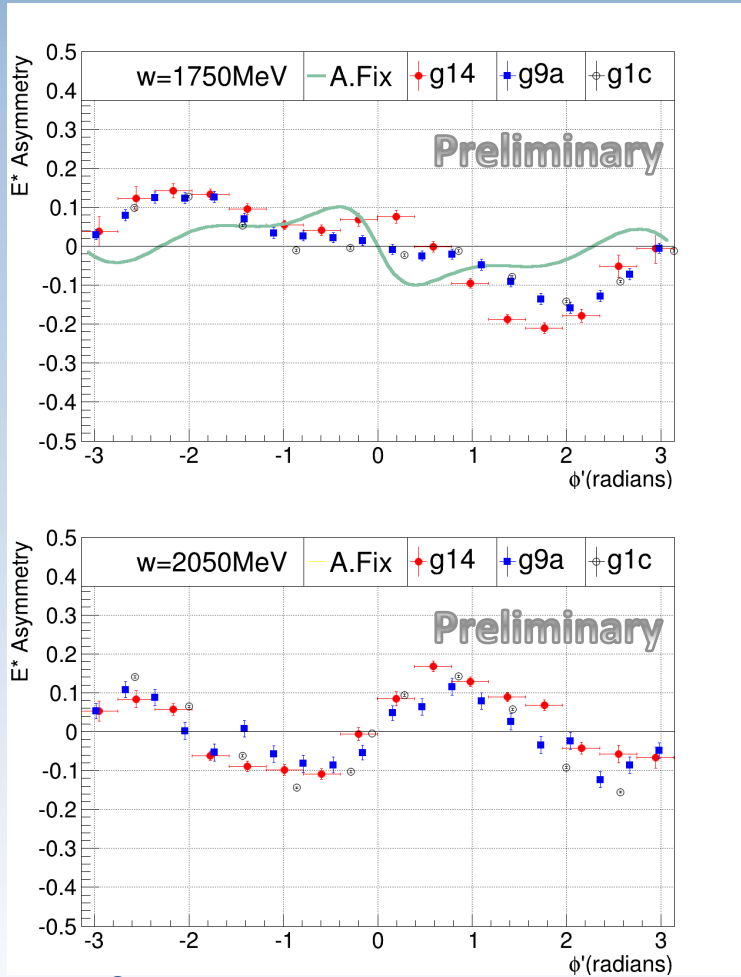 w=1750MeV A.Fix g14 g9a g1c
Preliminary
E* Asymmetry
0.5
0.4
0.3
0.2
0.1
0
-0.1
-0.2
-0.3
-0.4
-0.5
-3 -2 -1 0 1 2 3
ϕ'(radians)
w=2050MeV A.Fix g14 g9a g1c
Preliminary
E* Asymmetry
0.5
0.4
0.3
0.2
0.1
0
-0.1
-0.2
-0.3
-0.4
-0.5
-3 -2 -1 0 1 2 3
ϕ'(radians)